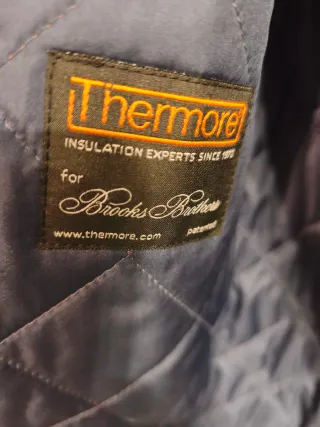 Thermore
INSULATION EXPERTS SINCE 1972
for
Brooks Brothers
www.thermore.com patented